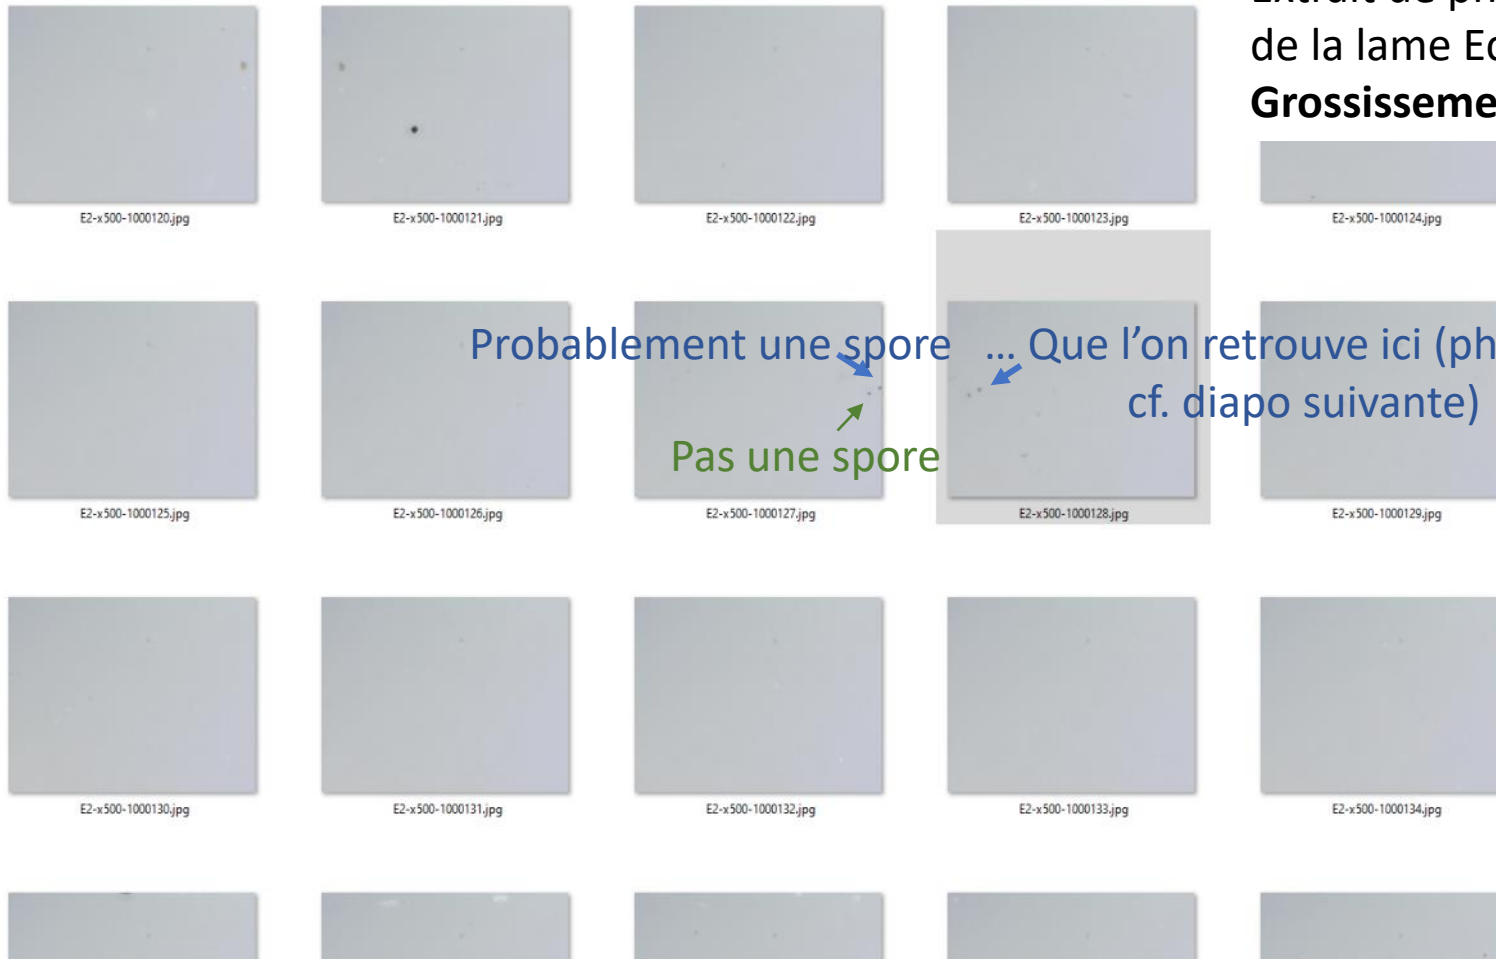 de la lame
E2-x500-1000120.jpg
E2-x500-1000121.jpg
E2-x500-1000122.jpg
E2-x500-1000123.jpg
E2-x500-1000124.jpg
Probablement une spore
... Que l’on retrouve ici
cf. diapo suivante)
Pas une spore
E2-x500-1000125.jpg
E2-x500-1000126.jpg
E2-x500-1000127.jpg
E2-x500-1000128.jpg
E2-x500-1000129.jpg
E2-x500-1000130.jpg
E2-x500-1000131.jpg
E2-x500-1000132.jpg
E2-x500-1000133.jpg
E2-x500-1000134.jpg